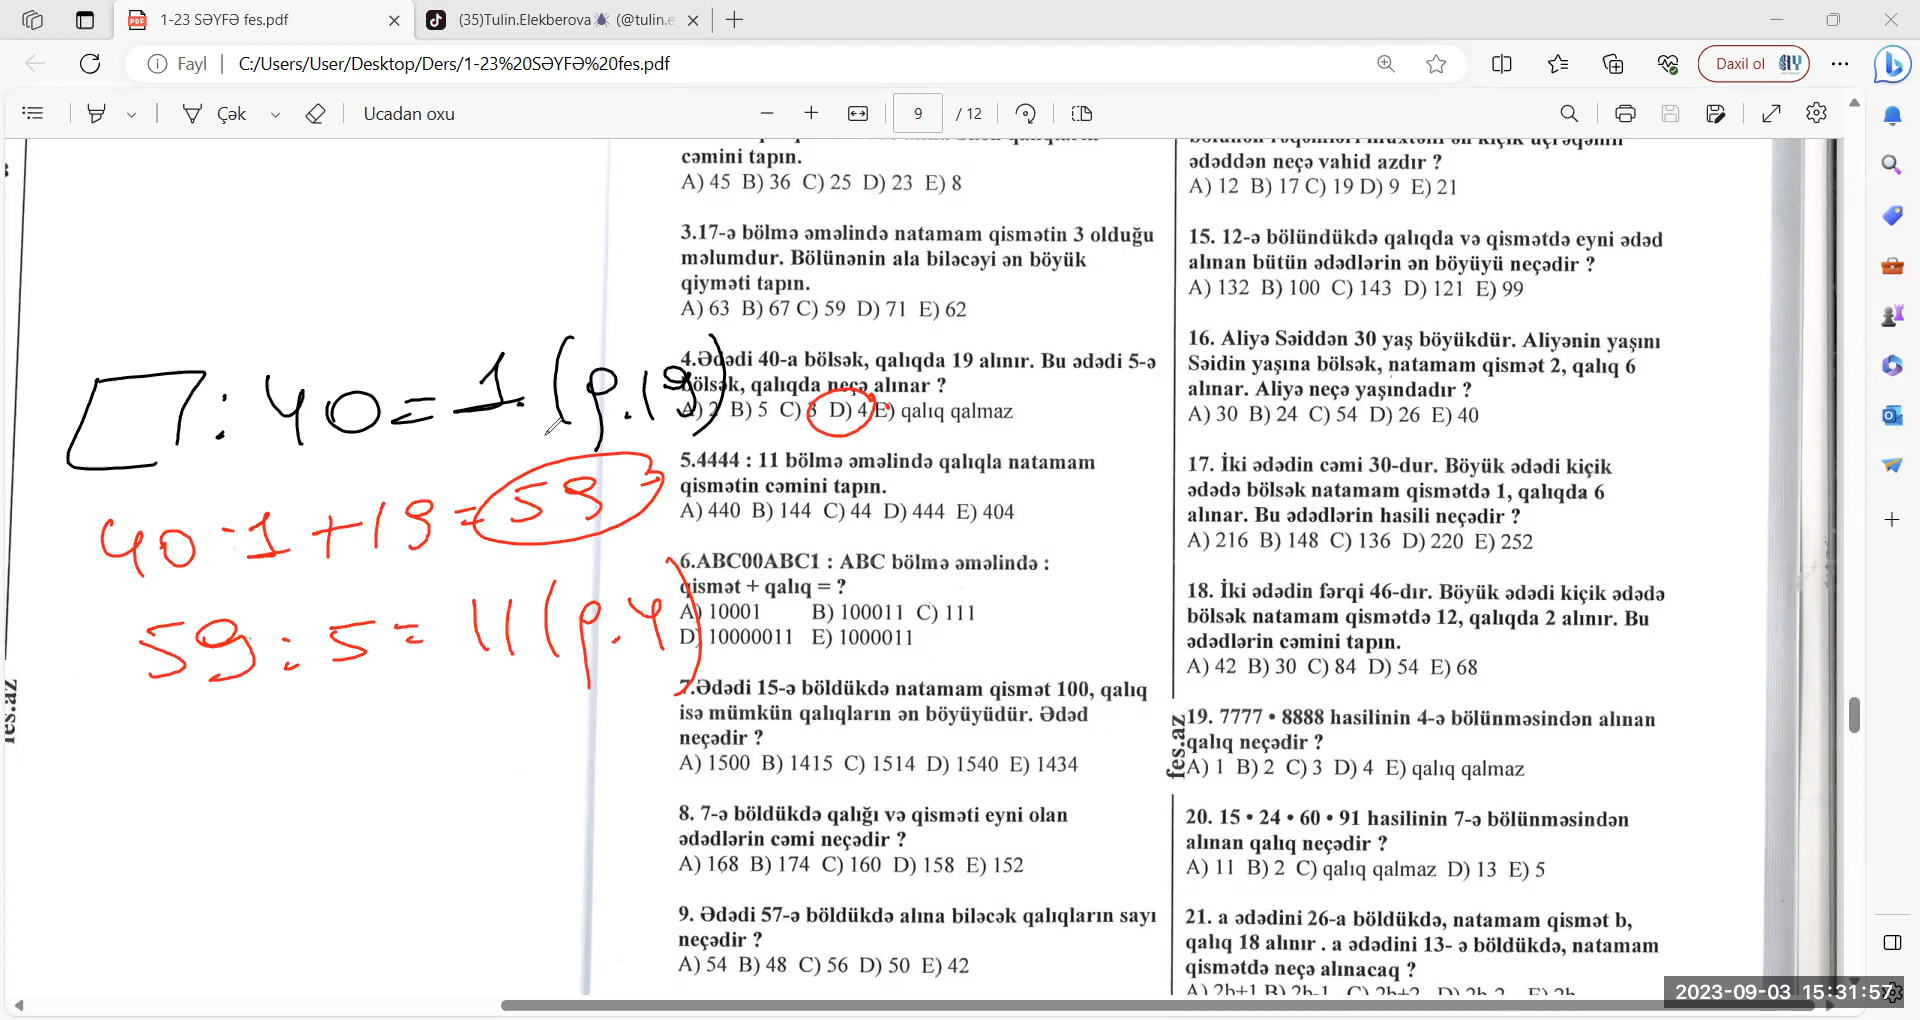 1-23 SƏYFƏ fes.pdf
(35)Tulin.Elekberova🕷 (@tulin.e
Fayl
C:/Users/User/Desktop/Ders/1-23%20SƏYFƏ%20fes.pdf
Daxil ol
Çək
Ucadan oxu
9
/ 12
cəmini tapın.
A) 45 B) 36 C) 25 D) 23 E) 8
3.17-ə bölmə əməlində natamam qismətin 3 olduğu
məlumdur. Bölünənin ala biləcəyi ən böyük
qiyməti tapın.
A) 63 B) 67 C) 59 D) 71 E) 62
4.Ədədi 40-a bölsək, qalıqda 19 alınır. Bu ədədi 5-ə
bölsək, qalıqda neçə alınar ?
A) 2 B) 5 C) 3 D) 4 E) qalıq qalmaz
5.4444 : 11 bölmə əməlində qalıqla natamam
qismətin cəmini tapın.
A) 440 B) 144 C) 44 D) 444 E) 404
6.ABC00ABC1 : ABC bölmə əməlində :
qismət + qalıq = ?
A) 10001 B) 100011 C) 111
D) 10000011 E) 1000011
7.Ədədi 15-ə böldükdə natamam qismət 100, qalıq
isə mümkün qalıqların ən böyüyüdür. Ədəd
neçədir ?
A) 1500 B) 1415 C) 1514 D) 1540 E) 1434
8. 7-ə böldükdə qalığı və qisməti eyni olan
ədədlərin cəmi neçədir ?
A) 168 B) 174 C) 160 D) 158 E) 152
9. Ədədi 57-ə böldükdə alına biləcək qalıqların sayı
neçədir ?
A) 54 B) 48 C) 56 D) 50 E) 42
: 40 = 1. (p.19)
40 · 1 + 19 = 59
59 : 5 = 11 (p.4)
fes.az
ədəddən neçə vahid azdır ?
A) 12 B) 17 C) 19 D) 9 E) 21
15. 12-ə bölündükdə qalıqda və qismətdə eyni ədəd
alınan bütün ədədlərin ən böyüyü neçədir ?
A) 132 B) 100 C) 143 D) 121 E) 99
16. Aliyə Səiddən 30 yaş böyükdür. Aliyənin yaşını
Səidin yaşına bölsək, natamam qismət 2, qalıq 6
alınar. Aliyə neçə yaşındadır ?
A) 30 B) 24 C) 54 D) 26 E) 40
17. İki ədədin cəmi 30-dur. Böyük ədədi kiçik
ədədə bölsək natamam qismətdə 1, qalıqda 6
alınar. Bu ədədlərin hasili neçədir ?
A) 216 B) 148 C) 136 D) 220 E) 252
18. İki ədədin fərqi 46-dır. Böyük ədədi kiçik ədədə
bölsək natamam qismətdə 12, qalıqda 2 alınır. Bu
ədədlərin cəmini tapın.
A) 42 B) 30 C) 84 D) 54 E) 68
19. 7777 • 8888 hasilinin 4-ə bölünməsindən alınan
qalıq neçədir ?
A) 1 B) 2 C) 3 D) 4 E) qalıq qalmaz
fes.az
20. 15 • 24 • 60 • 91 hasilinin 7-ə bölünməsindən
alınan qalıq neçədir ?
A) 11 B) 2 C) qalıq qalmaz D) 13 E) 5
21. a ədədini 26-a böldükdə, natamam qismət b,
qalıq 18 alınır . a ədədini 13- ə böldükdə, natamam
qismətdə neçə alınacaq ?
A) 2b+1 B) 2b-1 C) 2b+2 D) 2b-2 E) 2b
2023-09-03 15:31:57